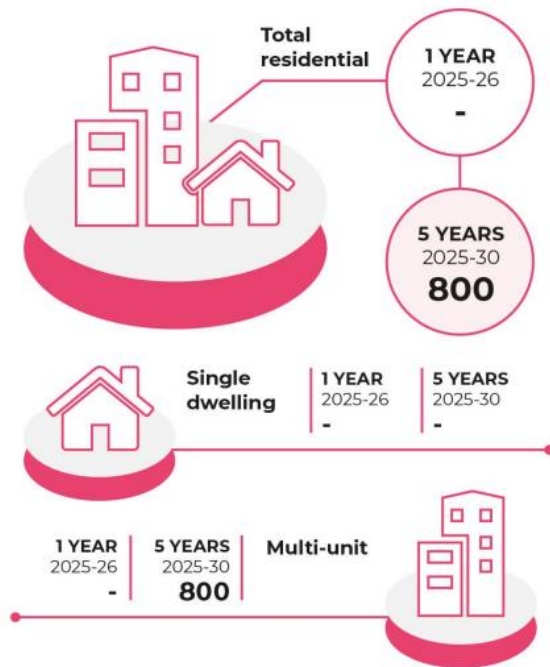 Total
residential
1 YEAR
2025-26
-
5 YEARS
2025-30
800
Single
dwelling
1 YEAR
2025-26
-
5 YEARS
2025-30
-
1 YEAR
2025-26
-
5 YEARS
2025-30
800
Multi-unit